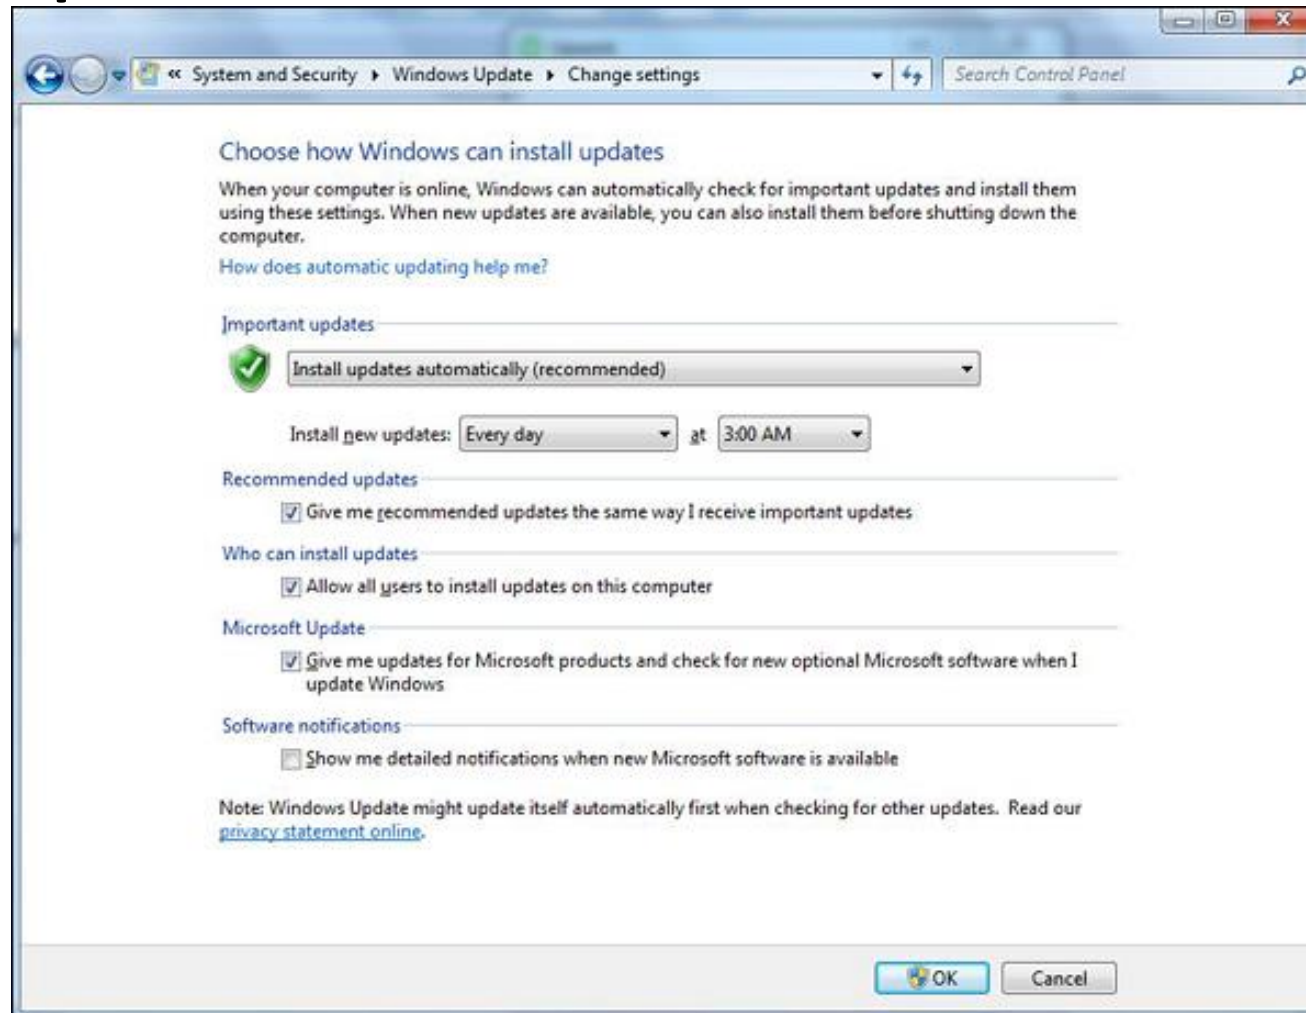 « System and Security ▸ Windows Update ▸ Change settings
Search Control Panel
Choose how Windows can install updates
When your computer is online, Windows can automatically check for important updates and install them
using these settings. When new updates are available, you can also install them before shutting down the
computer.
How does automatic updating help me?
Important updates
Install updates automatically (recommended)
Install new updates: Every day at 3:00 AM
Recommended updates
Give me recommended updates the same way I receive important updates
Who can install updates
Allow all users to install updates on this computer
Microsoft Update
Give me updates for Microsoft products and check for new optional Microsoft software when I
update Windows
Software notifications
Show me detailed notifications when new Microsoft software is available
Note: Windows Update might update itself automatically first when checking for other updates. Read our
privacy statement online.
OK Cancel